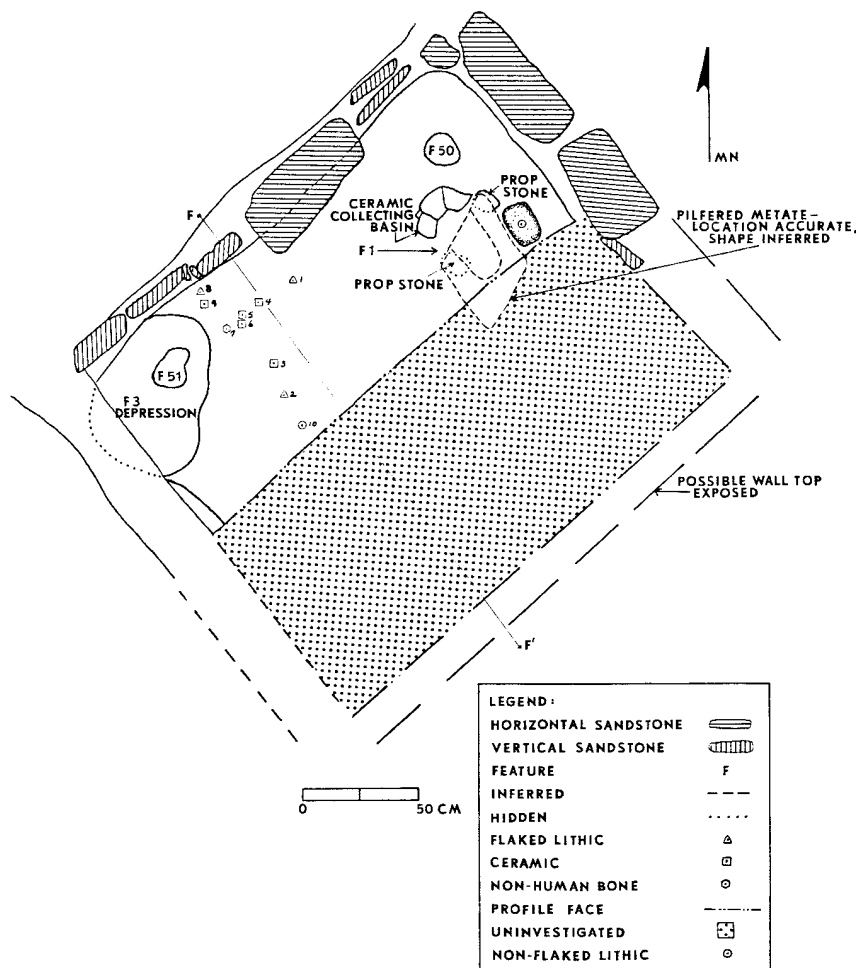 MN
F50
PROP
STONE
CERAMIC
COLLECTING
BASIN
F
F 1
PILFERED METATE-
LOCATION ACCURATE,
SHAPE INFERRED
PROP STONE
8
9
1
4
5
6
7
3
2
10
F51
F 3
DEPRESSION
POSSIBLE WALL TOP
EXPOSED
F'
0 50 CM
LEGEND:
HORIZONTAL SANDSTONE
VERTICAL SANDSTONE
FEATURE F
INFERRED
HIDDEN
FLAKED LITHIC
CERAMIC
NON-HUMAN BONE
PROFILE FACE
UNINVESTIGATED
NON-FLAKED LITHIC